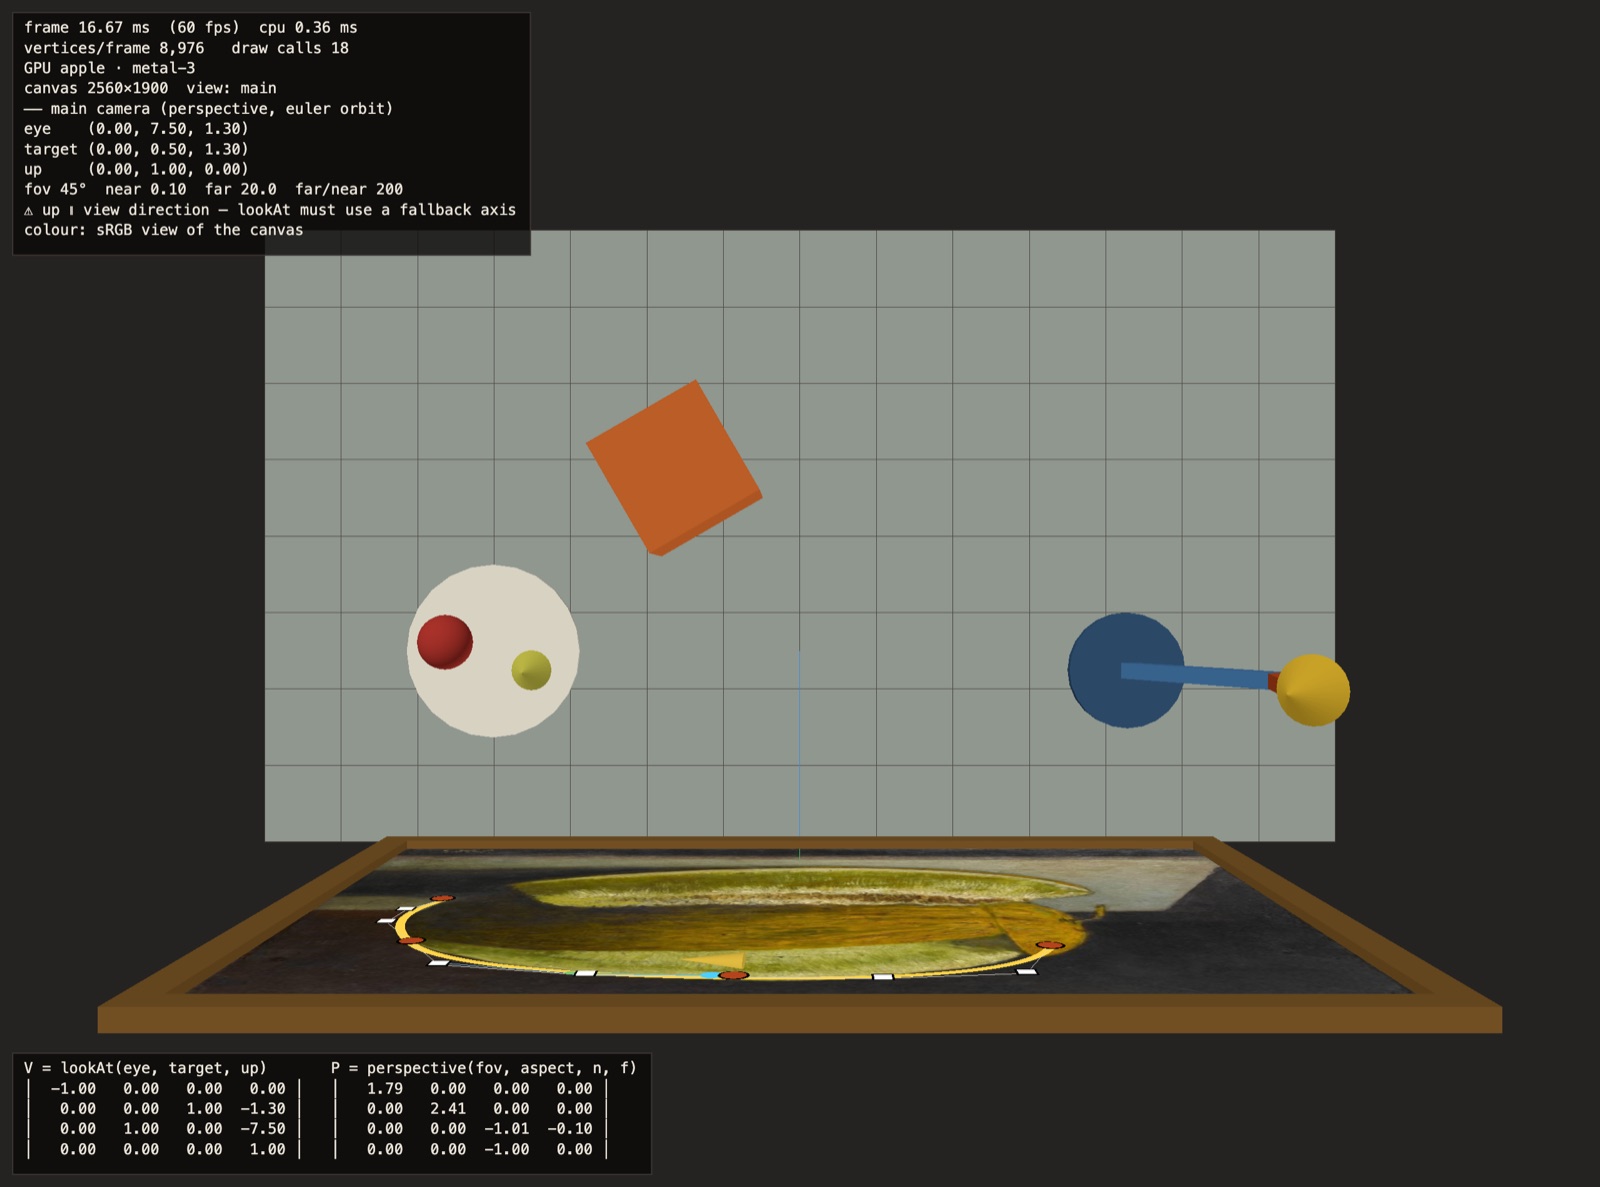 frame 16.67 ms  (60 fps)  cpu 0.36 ms
vertices/frame 8,976   draw calls 18
GPU apple · metal-3
canvas 2560×1900  view: main
── main camera (perspective, euler orbit)
eye    (0.00, 7.50, 1.30)
target (0.00, 0.50, 1.30)
up     (0.00, 1.00, 0.00)
fov 45°  near 0.10  far 20.0  far/near 200
⚠ up ∥ view direction — lookAt must use a fallback axis
colour: sRGB view of the canvas
V = lookAt(eye, target, up)       P = perspective(fov, aspect, n, f)
│  −1.00   0.00   0.00   0.00 │   │   1.79   0.00   0.00   0.00 │
│   0.00   0.00   1.00  −1.30 │   │   0.00   2.41   0.00   0.00 │
│   0.00   1.00   0.00  −7.50 │   │   0.00   0.00  −1.01  −0.10 │
│   0.00   0.00   0.00   1.00 │   │   0.00   0.00  −1.00   0.00 │